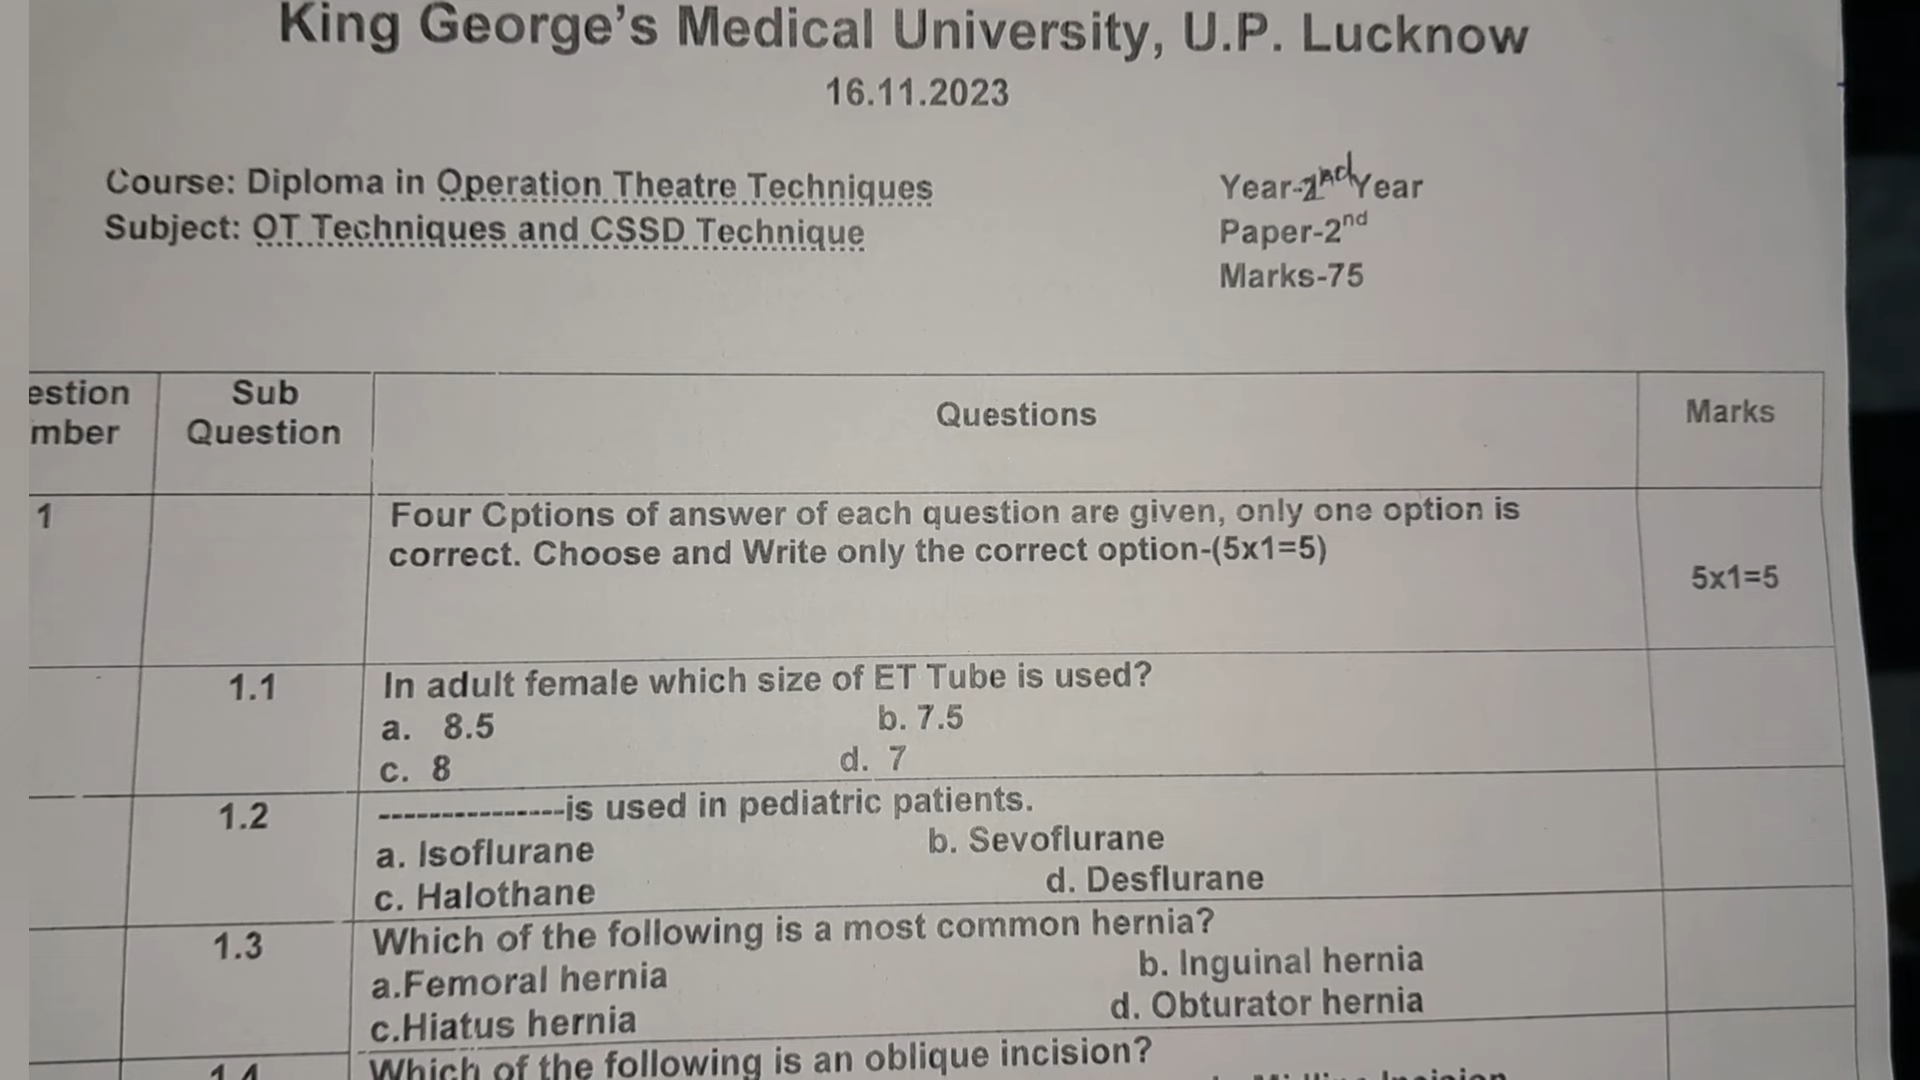 King George's Medical University, U.P. Lucknow
16.11.2023
Course: Diploma in Operation Theatre Techniques
Year-2nd Year
Subject: OT Techniques and CSSD Technique
Paper-2nd
Marks-75
estion
mber
Sub
Question
Questions
Marks
1
Four Cptions of answer of each question are given, only one option is
correct. Choose and Write only the correct option-(5x1=5)
5x1=5
1.1
In adult female which size of ET Tube is used?
a. 8.5
b. 7.5
c. 8
d. 7
1.2
---------------is used in pediatric patients.
a. Isoflurane
b. Sevoflurane
c. Halothane
d. Desflurane
1.3
Which of the following is a most common hernia?
a.Femoral hernia
b. Inguinal hernia
c.Hiatus hernia
d. Obturator hernia
1.4
Which of the following is an oblique incision?
Incision